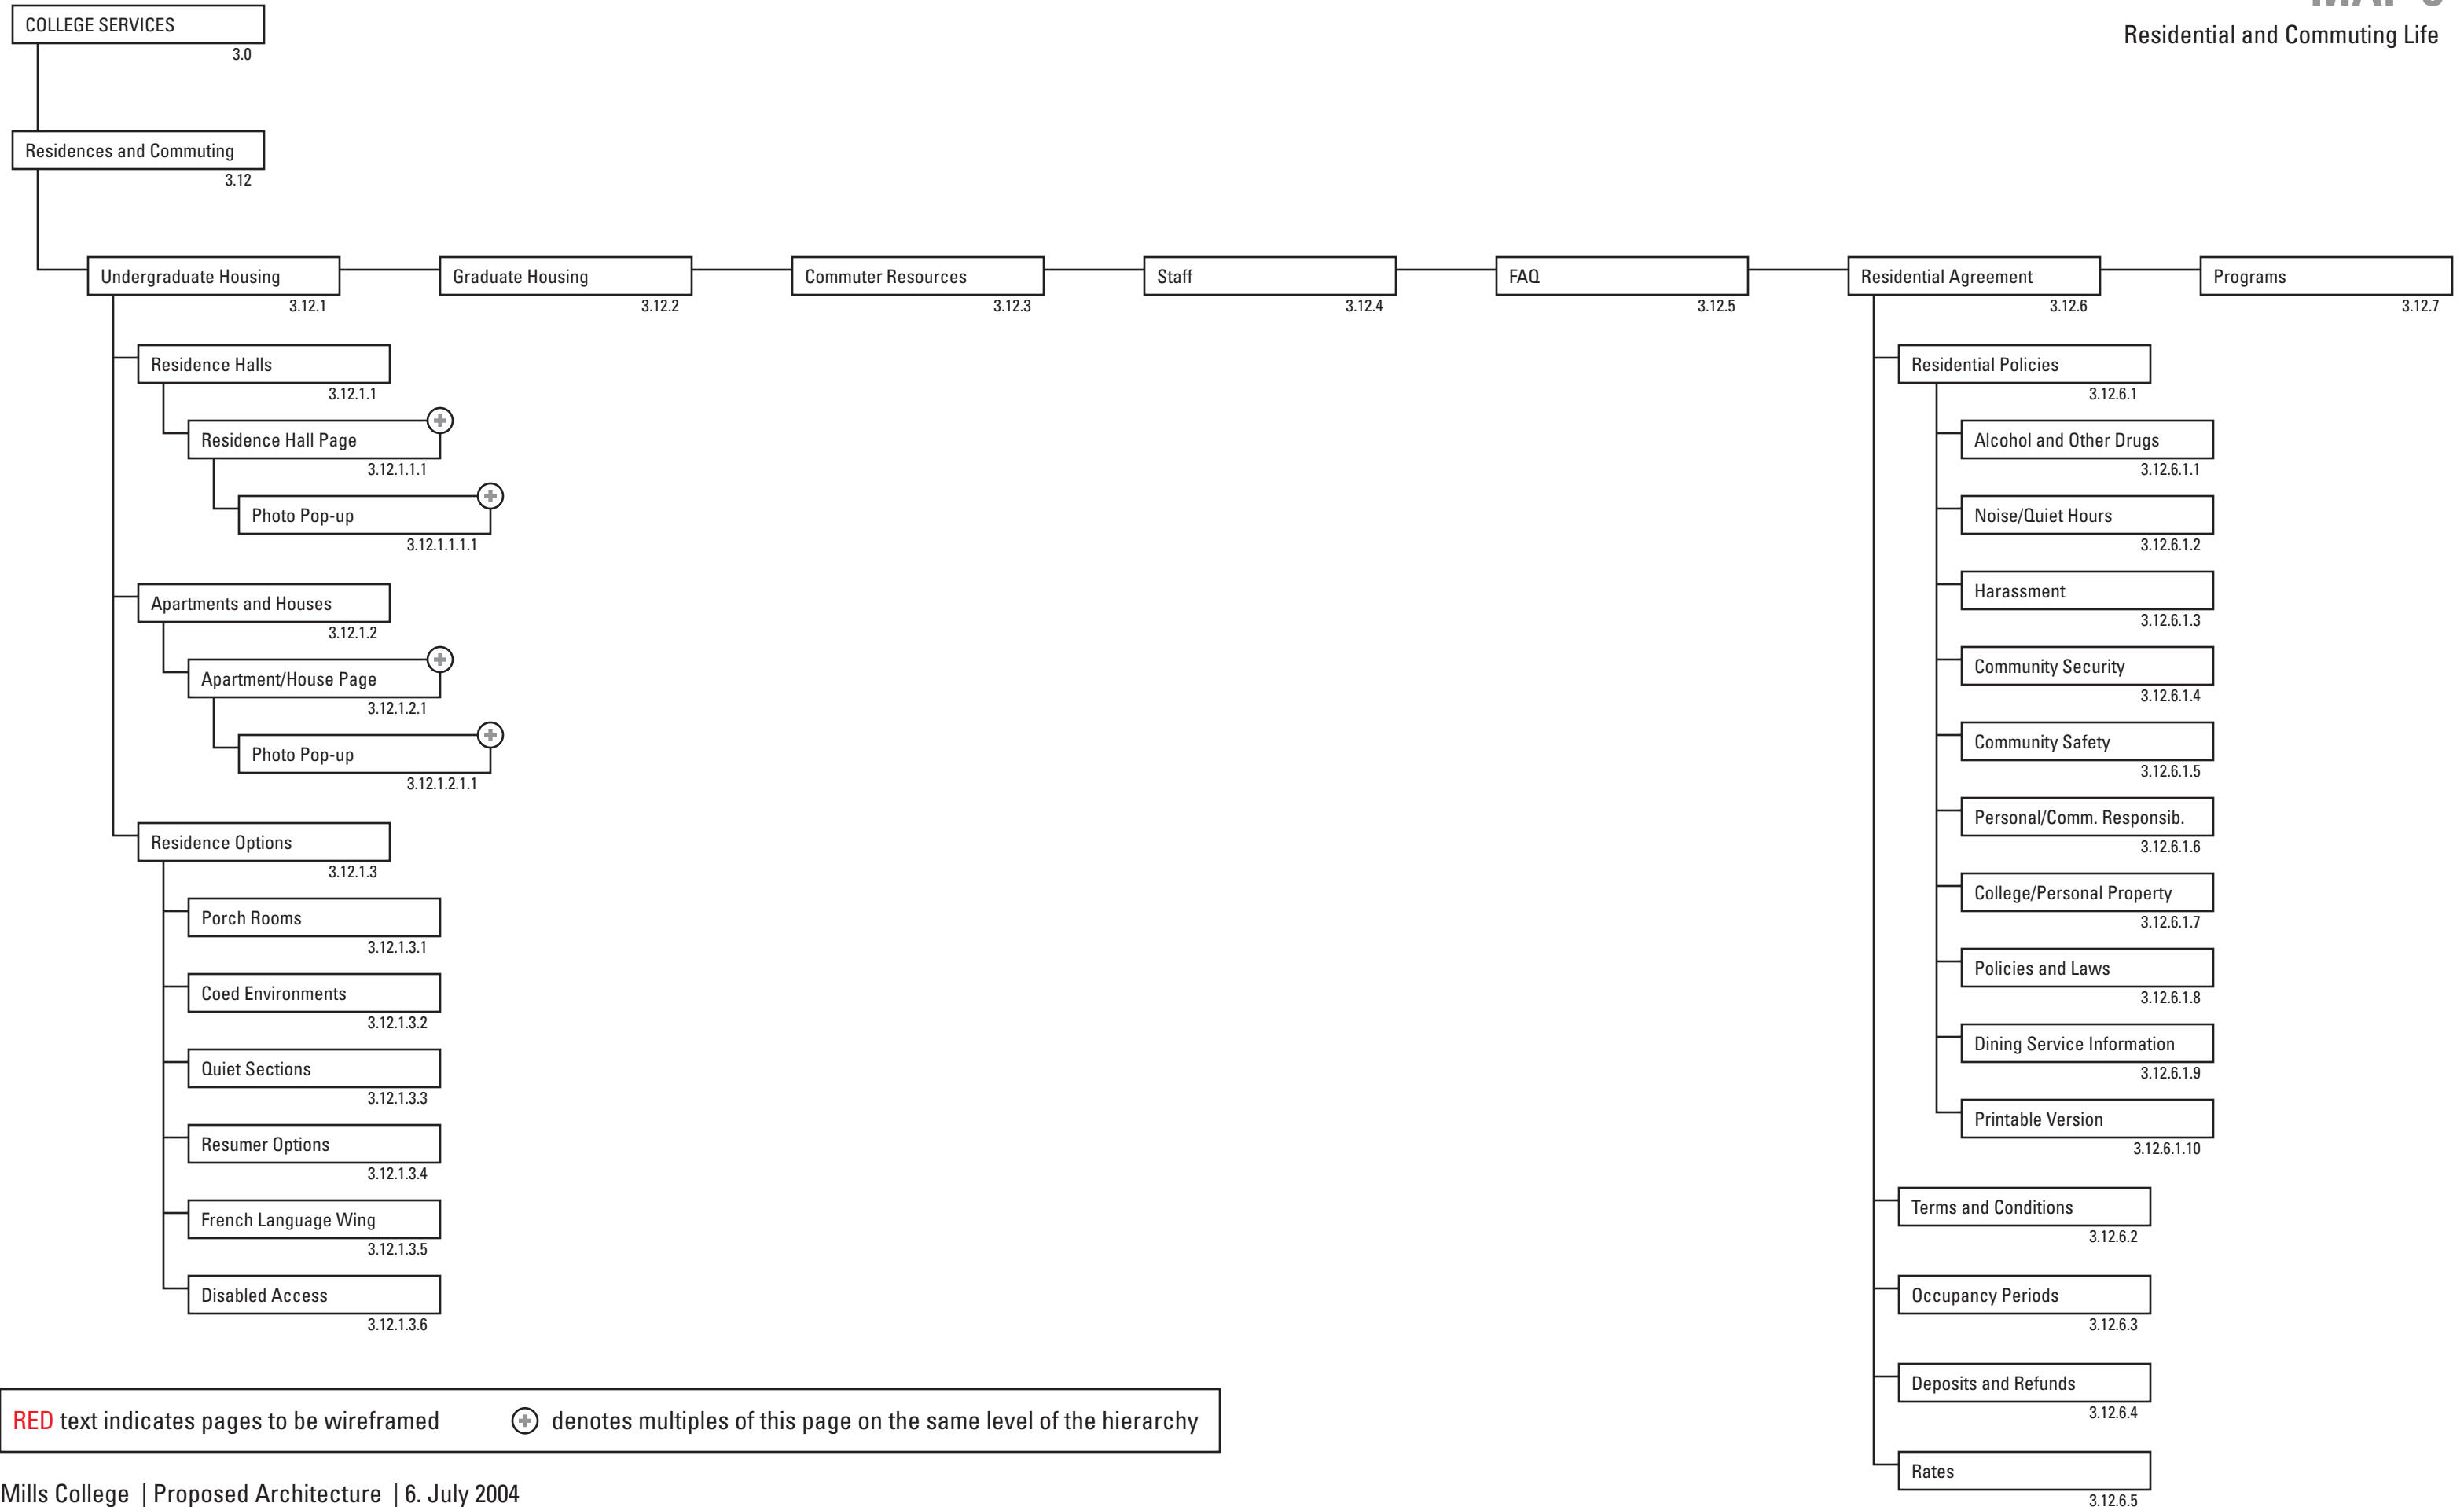 COLLEGE SERVICES
3.0
Residential and Commuting Life
Residences and Commuting
3.12
Undergraduate Housing
3.12.1
Graduate Housing
3.12.2
Commuter Resources
3.12.3
Staff
3.12.4
FAQ
3.12.5
Residential Agreement
3.12.6
Programs
3.12.7
Residence Halls
3.12.1.1
Residence Hall Page
3.12.1.1.1
Photo Pop-up
3.12.1.1.1.1
Apartments and Houses
3.12.1.2
Apartment/House Page
3.12.1.2.1
Photo Pop-up
3.12.1.2.1.1
Residence Options
3.12.1.3
Porch Rooms
3.12.1.3.1
Coed Environments
3.12.1.3.2
Quiet Sections
3.12.1.3.3
Resumer Options
3.12.1.3.4
French Language Wing
3.12.1.3.5
Disabled Access
3.12.1.3.6
Residential Policies
3.12.6.1
Alcohol and Other Drugs
3.12.6.1.1
Noise/Quiet Hours
3.12.6.1.2
Harassment
3.12.6.1.3
Community Security
3.12.6.1.4
Community Safety
3.12.6.1.5
Personal/Comm. Responsib.
3.12.6.1.6
College/Personal Property
3.12.6.1.7
Policies and Laws
3.12.6.1.8
Dining Service Information
3.12.6.1.9
Printable Version
3.12.6.1.10
Terms and Conditions
3.12.6.2
Occupancy Periods
3.12.6.3
Deposits and Refunds
3.12.6.4
Rates
3.12.6.5
RED text indicates pages to be wireframed
denotes multiples of this page on the same level of the hierarchy
Mills College | Proposed Architecture | 6. July 2004